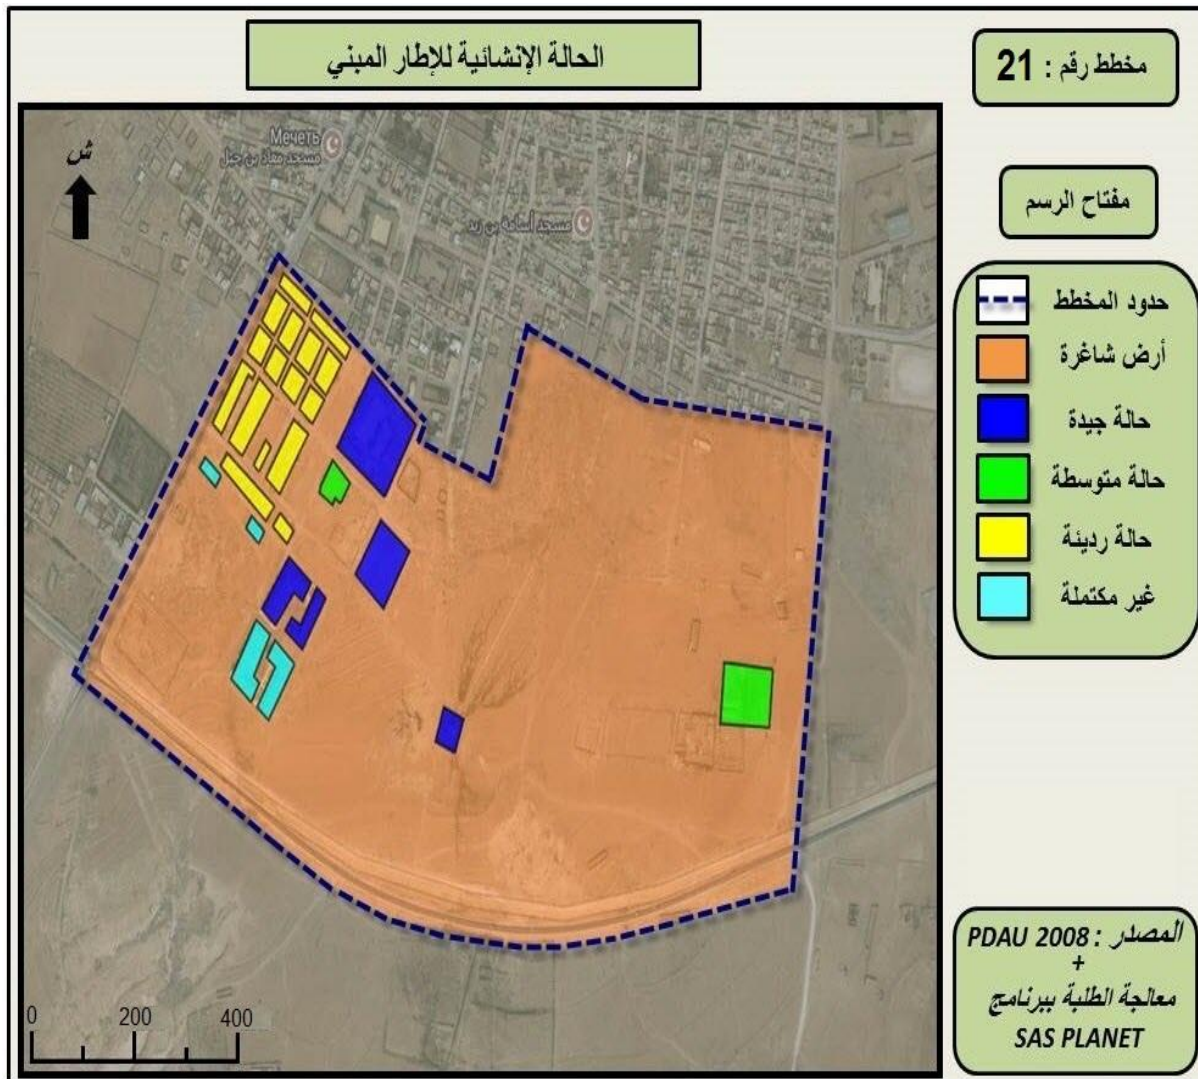 الحالة الإنشائية للإطار المبني
مخطط رقم : 21
ش
Мечеть
مسجد معاذ بن جبل
مسجد أسامة بن زيد
مفتاح الرسم
حدود المخطط
أرض شاغرة
حالة جيدة
حالة متوسطة
حالة رديئة
غير مكتملة
0 200 400
المصدر : PDAU 2008
+
معالجة الطلبة ببرنامج
SAS PLANET